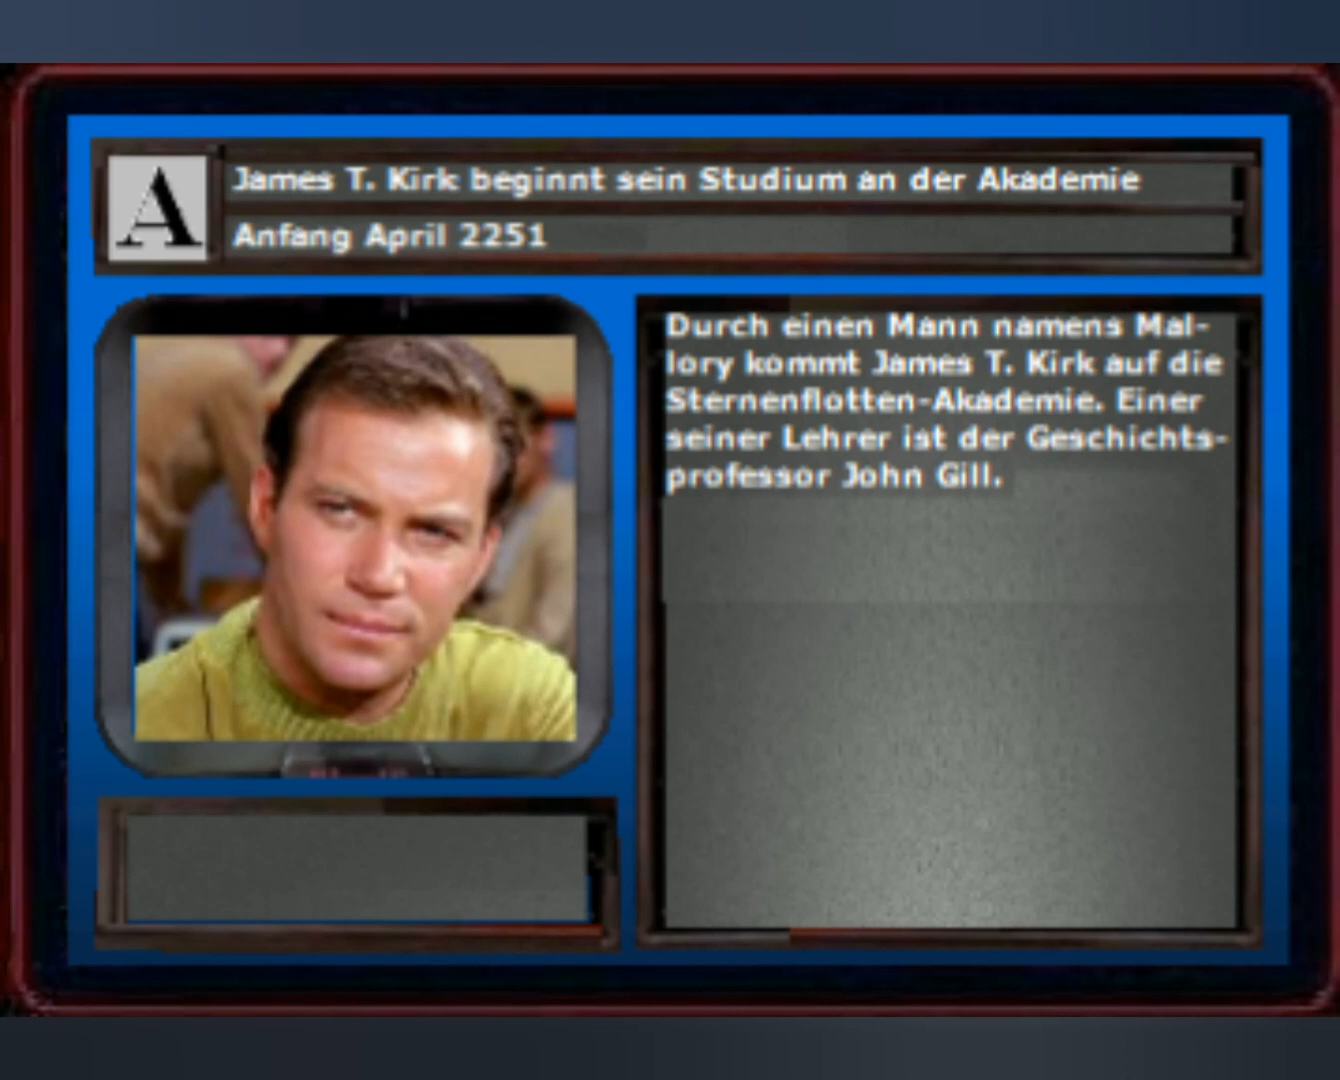 A
James T. Kirk beginnt sein Studium an der Akademie
Anfang April 2251
Durch einen Mann namens Mal-
lory kommt James T. Kirk auf die
Sternenflotten-Akademie. Einer
seiner Lehrer ist der Geschichts-
professor John Gill.